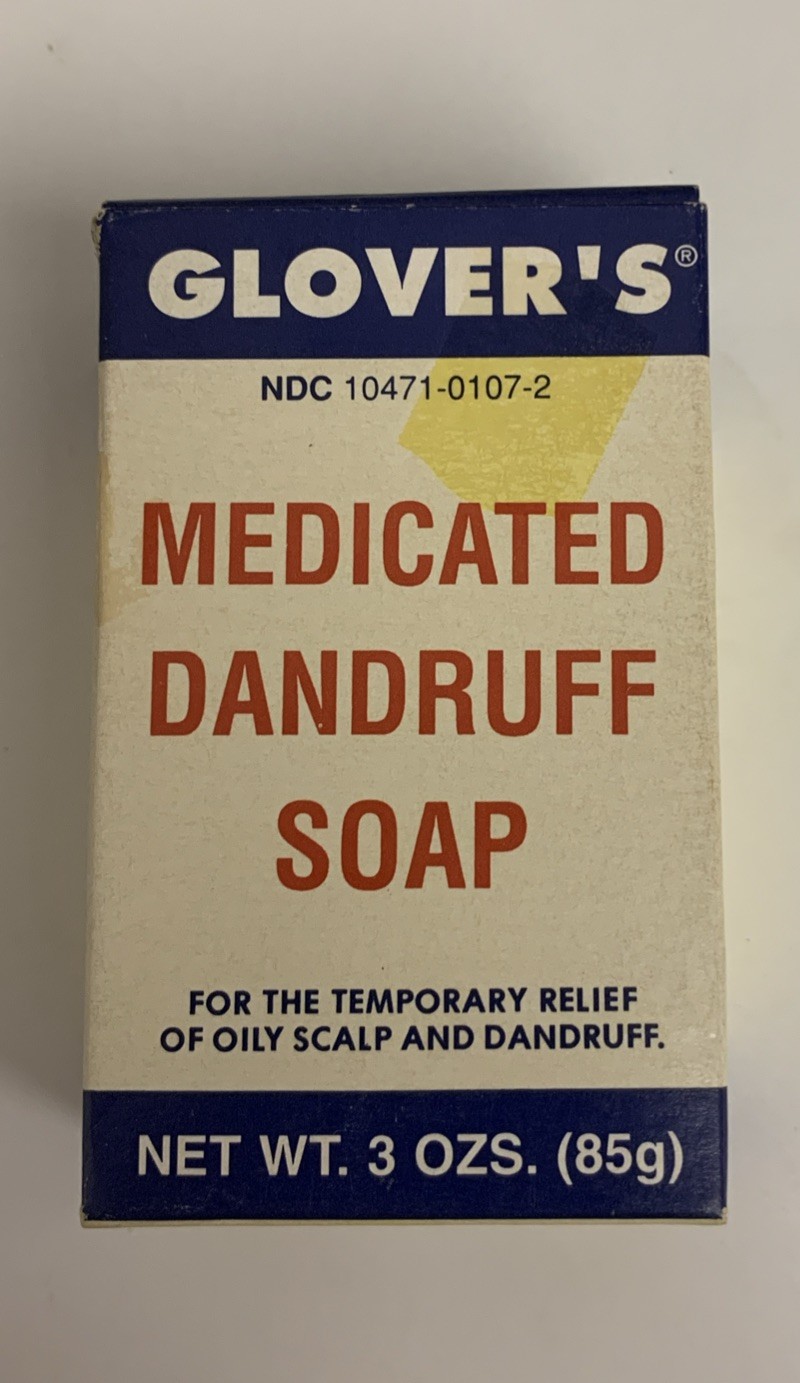 GLOVER'S®
NDC 10471-0107-2
MEDICATED
DANDRUFF
SOAP
FOR THE TEMPORARY RELIEF
OF OILY SCALP AND DANDRUFF.
NET WT. 3 OZS. (85g)